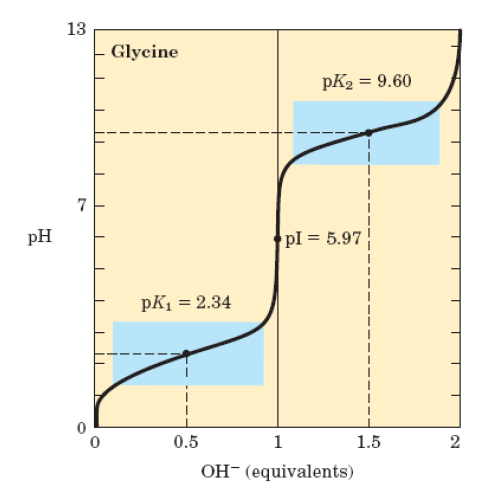 13
Glycine
pK₂ = 9.60
7
pH
pI = 5.97
pK₁ = 2.34
0
0 0.5 1 1.5 2
OH⁻ (equivalents)